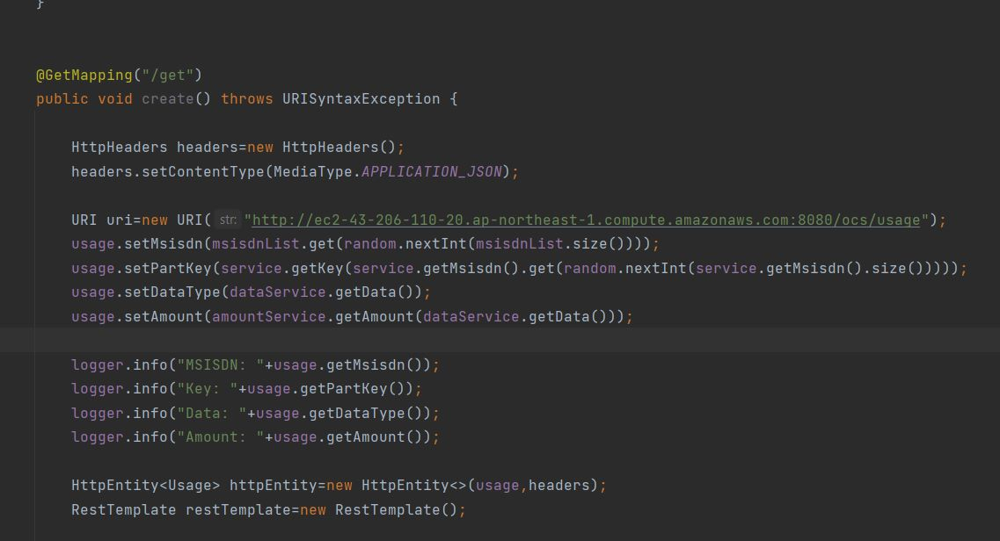 }
@GetMapping("/get")
public void create() throws URISyntaxException {
HttpHeaders headers=new HttpHeaders();
headers.setContentType(MediaType.APPLICATION_JSON);
URI uri=new URI( str: "http://ec2-43-206-110-20.ap-northeast-1.compute.amazonaws.com:8080/ocs/usage");
usage.setMsisdn(msisdnList.get(random.nextInt(msisdnList.size())));
usage.setPartKey(service.getKey(service.getMsisdn().get(random.nextInt(service.getMsisdn().size()))));
usage.setDataType(dataService.getData());
usage.setAmount(amountService.getAmount(dataService.getData()));
logger.info("MSISDN: "+usage.getMsisdn());
logger.info("Key: "+usage.getPartKey());
logger.info("Data: "+usage.getDataType());
logger.info("Amount: "+usage.getAmount());
HttpEntity<Usage> httpEntity=new HttpEntity<>(usage,headers);
RestTemplate restTemplate=new RestTemplate();